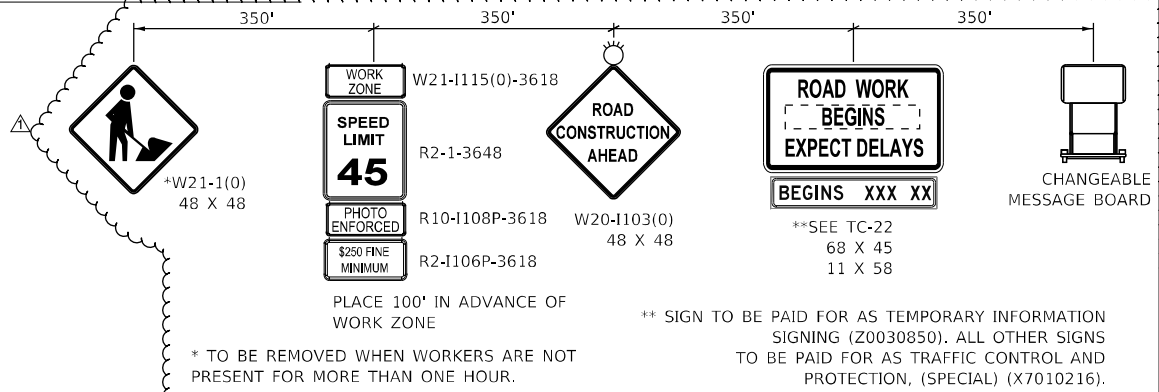 350'
350'
350'
350'
1
*W21-1(O)
48 X 48
WORK
ZONE
W21-I115(O)-3618
SPEED
LIMIT
45
R2-1-3648
PHOTO
ENFORCED
R10-I108P-3618
$250 FINE
MINIMUM
R2-I106P-3618
PLACE 100' IN ADVANCE OF
WORK ZONE
ROAD
CONSTRUCTION
AHEAD
W20-I103(O)
48 X 48
ROAD WORK
BEGINS
EXPECT DELAYS
BEGINS XXX XX
**SEE TC-22
68 X 45
11 X 58
CHANGEABLE
MESSAGE BOARD
* TO BE REMOVED WHEN WORKERS ARE NOT
PRESENT FOR MORE THAN ONE HOUR.
** SIGN TO BE PAID FOR AS TEMPORARY INFORMATION
SIGNING (Z0030850). ALL OTHER SIGNS
TO BE PAID FOR AS TRAFFIC CONTROL AND
PROTECTION, (SPECIAL) (X7010216).